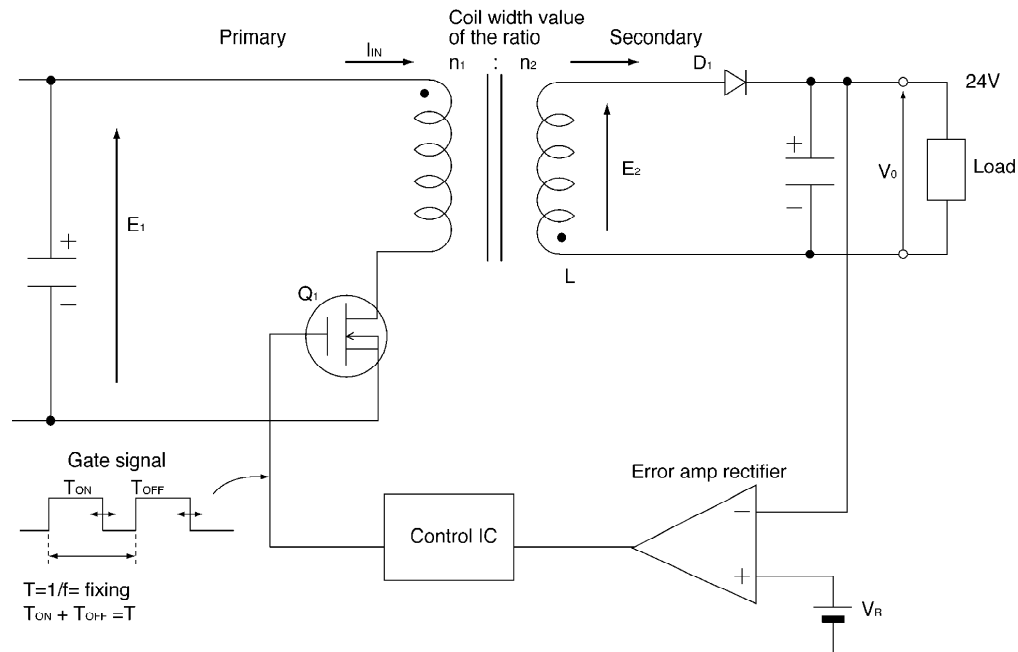 Coil width value
of the ratio
Primary
Secondary
IIN
n1 : n2
D1
24V
+
−
E1
E2
+
−
V0
Load
L
Q1
Gate signal
TON
TOFF
Error amp rectifier
Control IC
−
+
T=1/f= fixing
TON + TOFF =T
VR